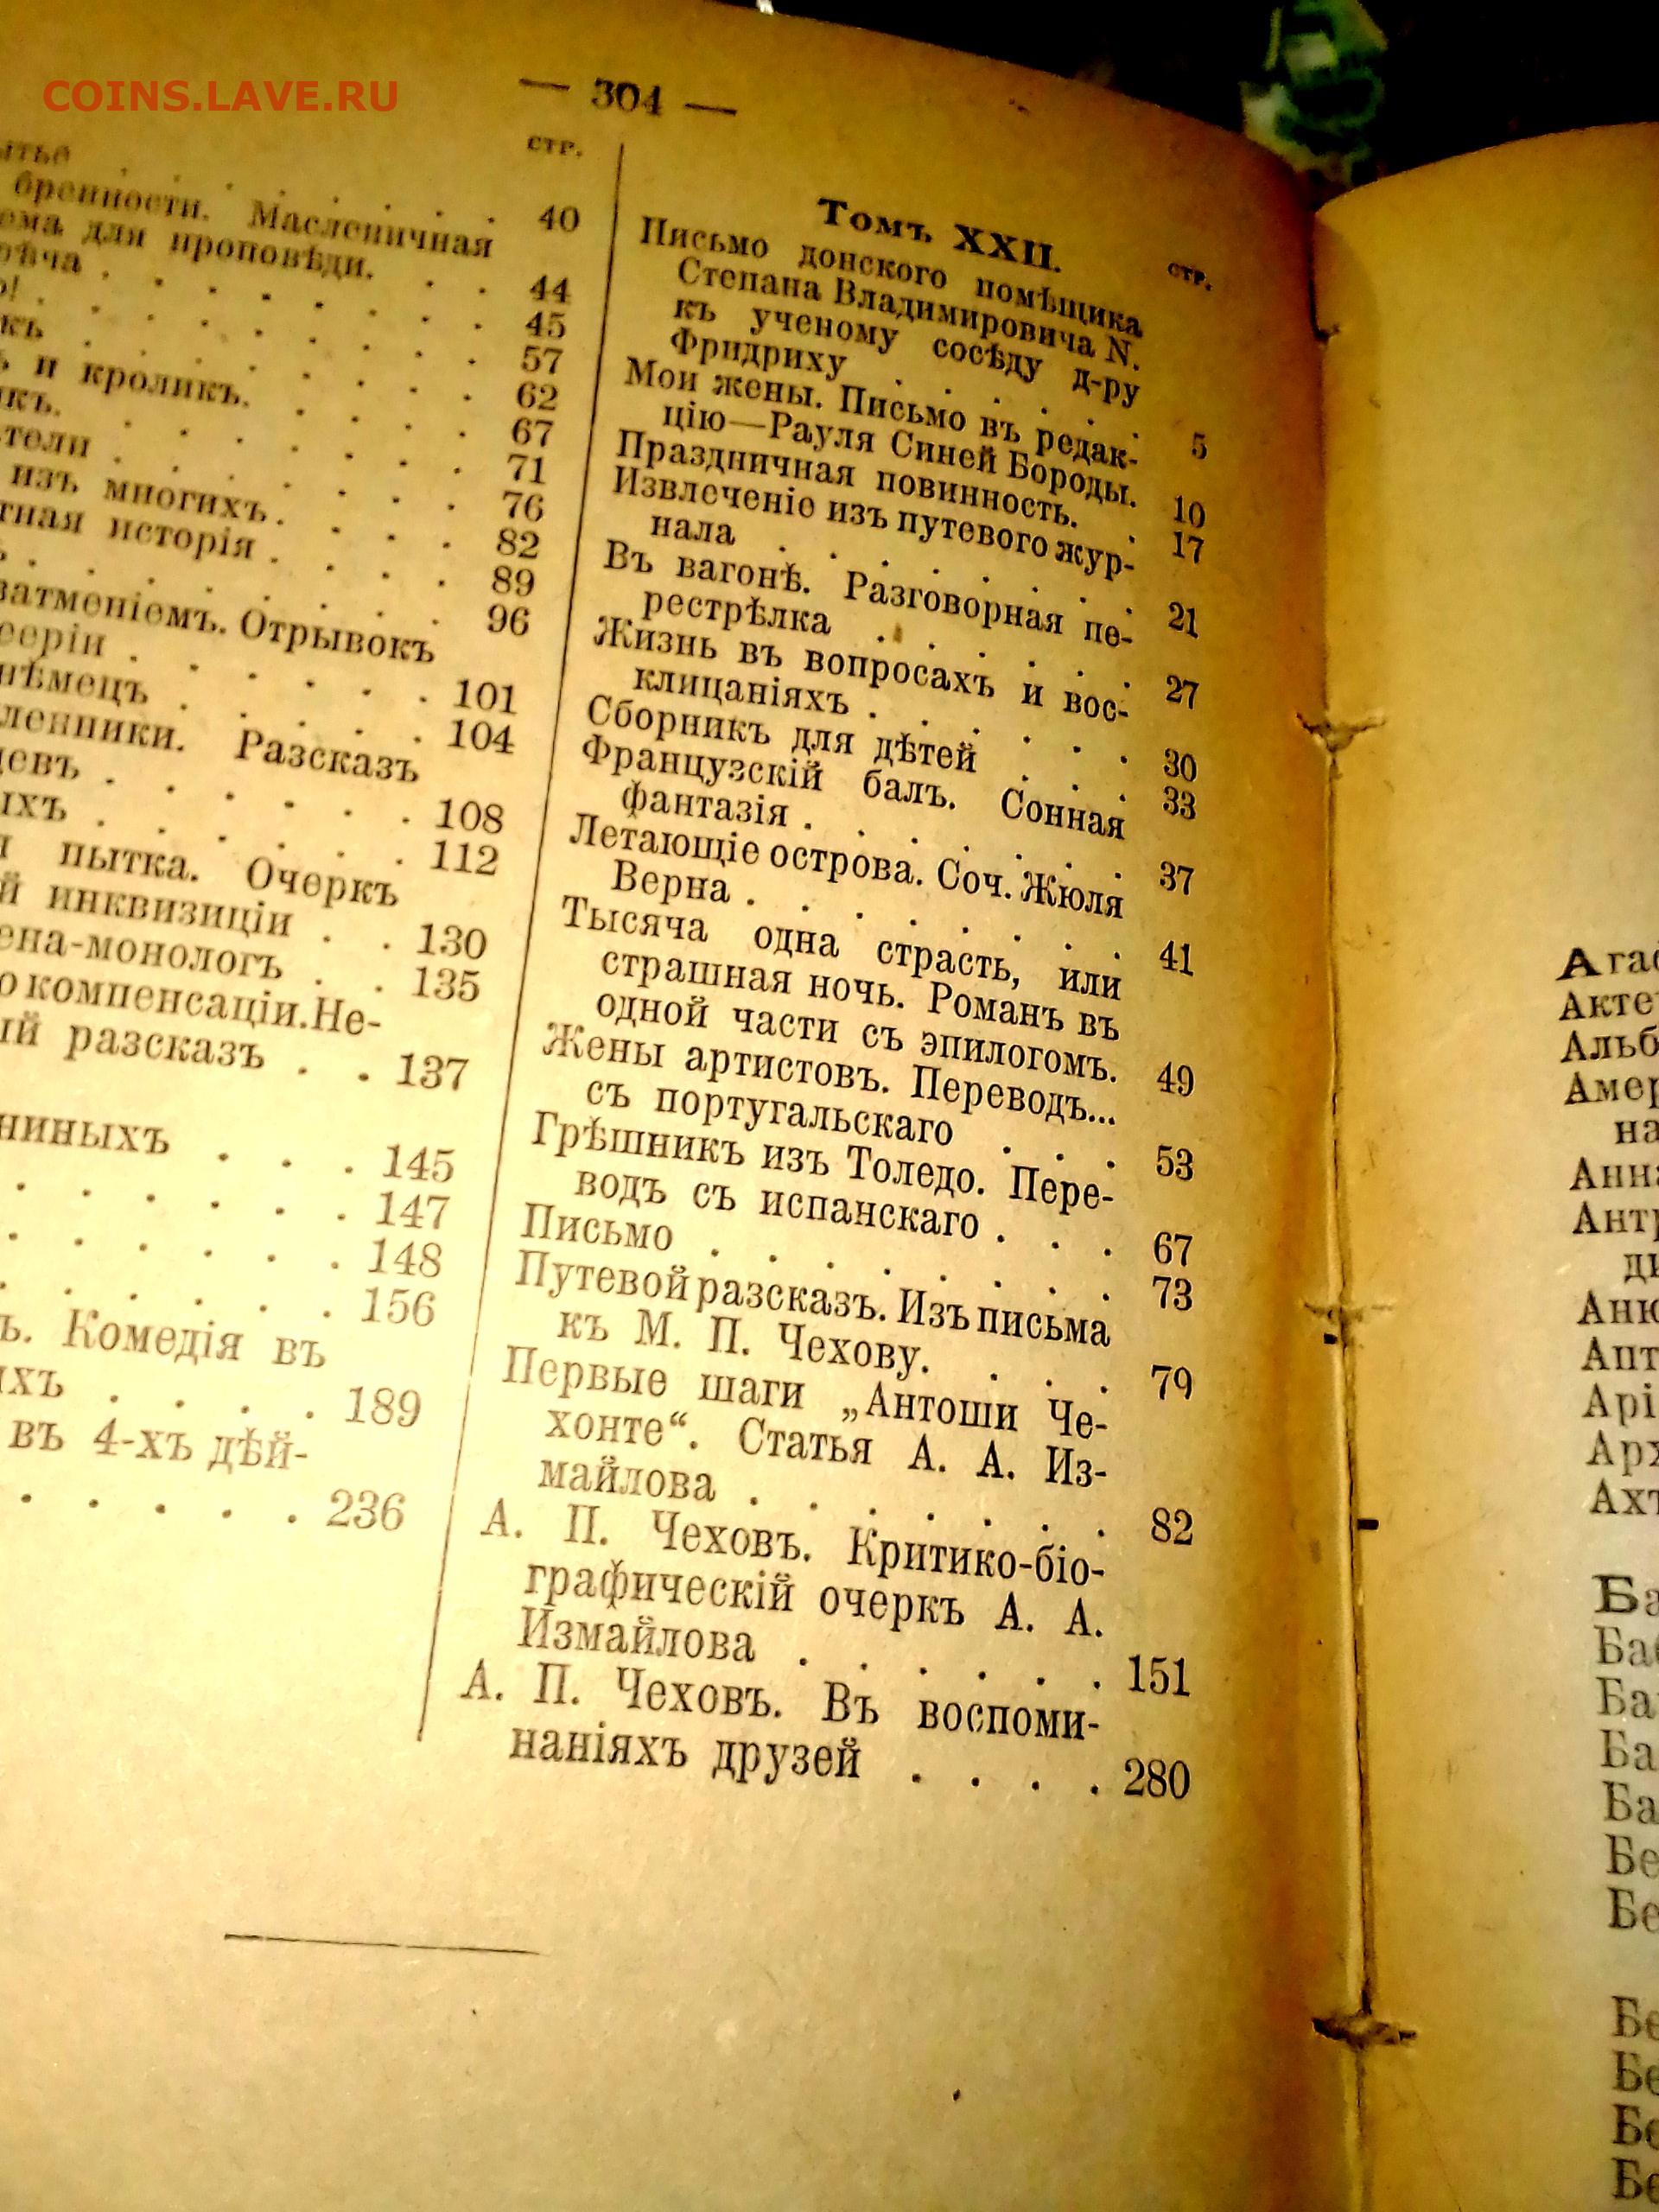 COINS.LAVE.RU
— 304 —
стр.
бренности. Масленичная 40
для проповѣди. . . . 44
45
57
62
и кроликъ. . . . 67
71
76
изъ многихъ. . . . 82
исторія . . . . 89
96
затменіемъ. Отрывокъ
. . . . 101
нѣмецъ . . . . 104
Разсказъ
. . . . 108
. . . . 112
пытка. Очеркъ
инквизиціи . . 130
-монологъ . . 135
компенсаціи. Не-
разсказъ . . 137
. . . 145
. . . . . . 147
. . . . . . 148
. . . . . . 156
Комедія въ
. . . . 189
въ 4-хъ дѣй-
. . . . . 236
Томъ XXII.
стр.
Письмо донского помѣщика
Степана Владимировича N.
къ ученому сосѣду д-ру
Фридриху . . . . . 5
Мои жены. Письмо въ редак-
цію—Рауля Синей Бороды. 10
Праздничная повинность. . 17
Извлеченіе изъ путевого жур-
нала . . . . . . . 21
Въ вагонѣ. Разговорная пе-
рестрѣлка . . . . . 27
Жизнь въ вопросахъ и вос-
клицаніяхъ . . . . . 30
Сборникъ для дѣтей . . . 33
Французскій балъ. Сонная
фантазія . . . . . . 37
Летающіе острова. Соч. Жюля
Верна . . . . . . . 41
Тысяча одна страсть, или
страшная ночь. Романъ въ
одной части съ эпилогомъ. 49
Жены артистовъ. Переводъ...
съ португальскаго . . . 53
Грѣшникъ изъ Толедо. Пере-
водъ съ испанскаго . . . 67
Письмо . . . . . . . . 73
Путевой разсказъ. Изъ письма
къ М. П. Чехову. . . . 79
Первые шаги „Антоши Че-
хонте“. Статья А. А. Из-
майлова . . . . . . . 82
А. П. Чеховъ. Критико-біо-
графическій очеркъ А. А.
Измайлова . . . . . . 151
А. П. Чеховъ. Въ воспоми-
наніяхъ друзей . . . . 280